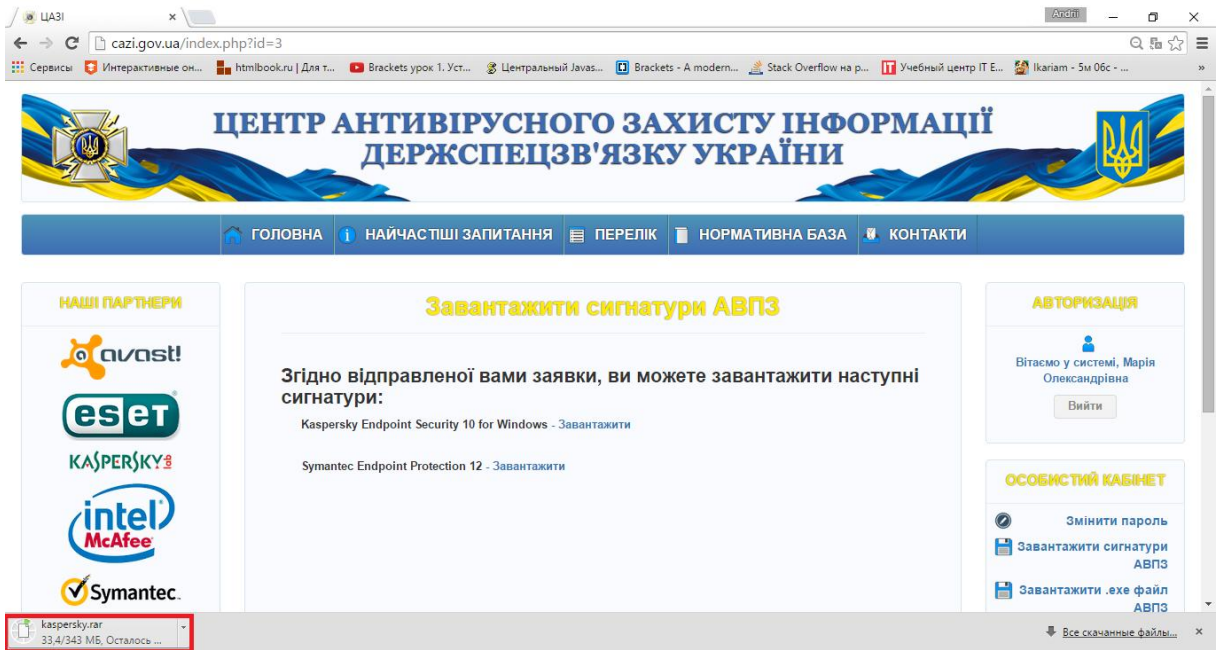 ЦАЗІ
Andrii
cazi.gov.ua/index.php?id=3
Сервисы Интерактивные он... htmlbook.ru | Для т... Brackets урок 1. Уст... Центральный Javas... Brackets - A modern... Stack Overflow на р... Учебный центр IT E... Ikariam - 5м 06с - ...
ЦЕНТР АНТИВІРУСНОГО ЗАХИСТУ ІНФОРМАЦІЇ
ДЕРЖСПЕЦЗВ'ЯЗКУ УКРАЇНИ
ГОЛОВНА НАЙЧАСТІШІ ЗАПИТАННЯ ПЕРЕЛІК НОРМАТИВНА БАЗА КОНТАКТИ
НАШІ ПАРТНЕРИ
avast!
eset
KASPERSKY lab
intel
McAfee
Symantec.
Завантажити сигнатури АВПЗ
Згідно відправленої вами заявки, ви можете завантажити наступні
сигнатури:
Kaspersky Endpoint Security 10 for Windows - Завантажити
Symantec Endpoint Protection 12 - Завантажити
АВТОРИЗАЦІЯ
Вітаємо у системі, Марія
Олександрівна
Вийти
ОСОБИСТИЙ КАБІНЕТ
Змінити пароль
Завантажити сигнатури
АВПЗ
Завантажити .exe файл
АВПЗ
kaspersky.rar
33,4/343 МБ, Осталось ...
Все скачанные файлы...